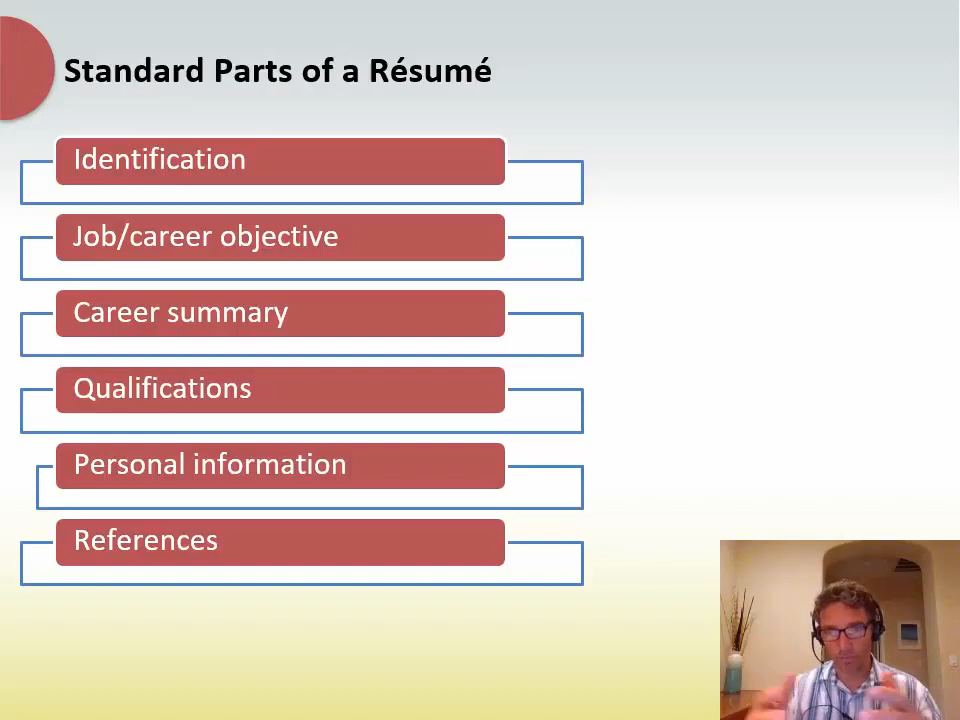 Standard Parts of a Résumé
Identification
Job/career objective
Career summary
Qualifications
Personal information
References